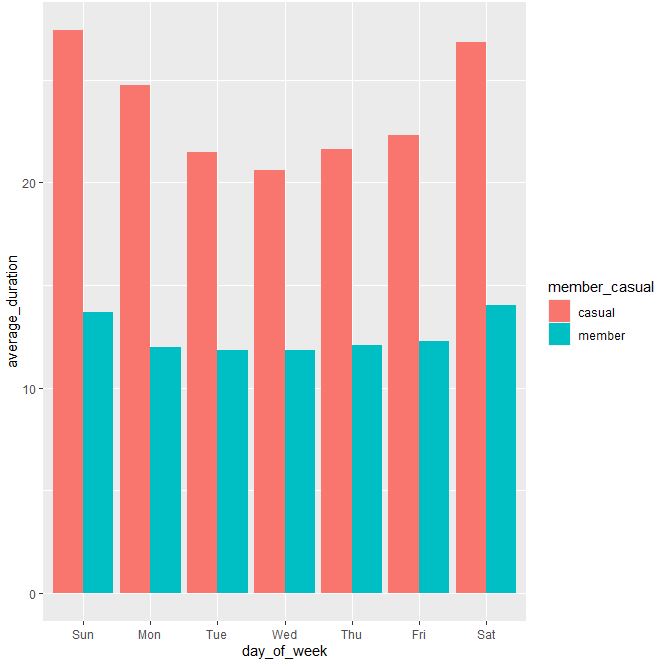 average_duration
20
10
0
Sun Mon Tue Wed Thu Fri Sat
day_of_week
member_casual
casual
member